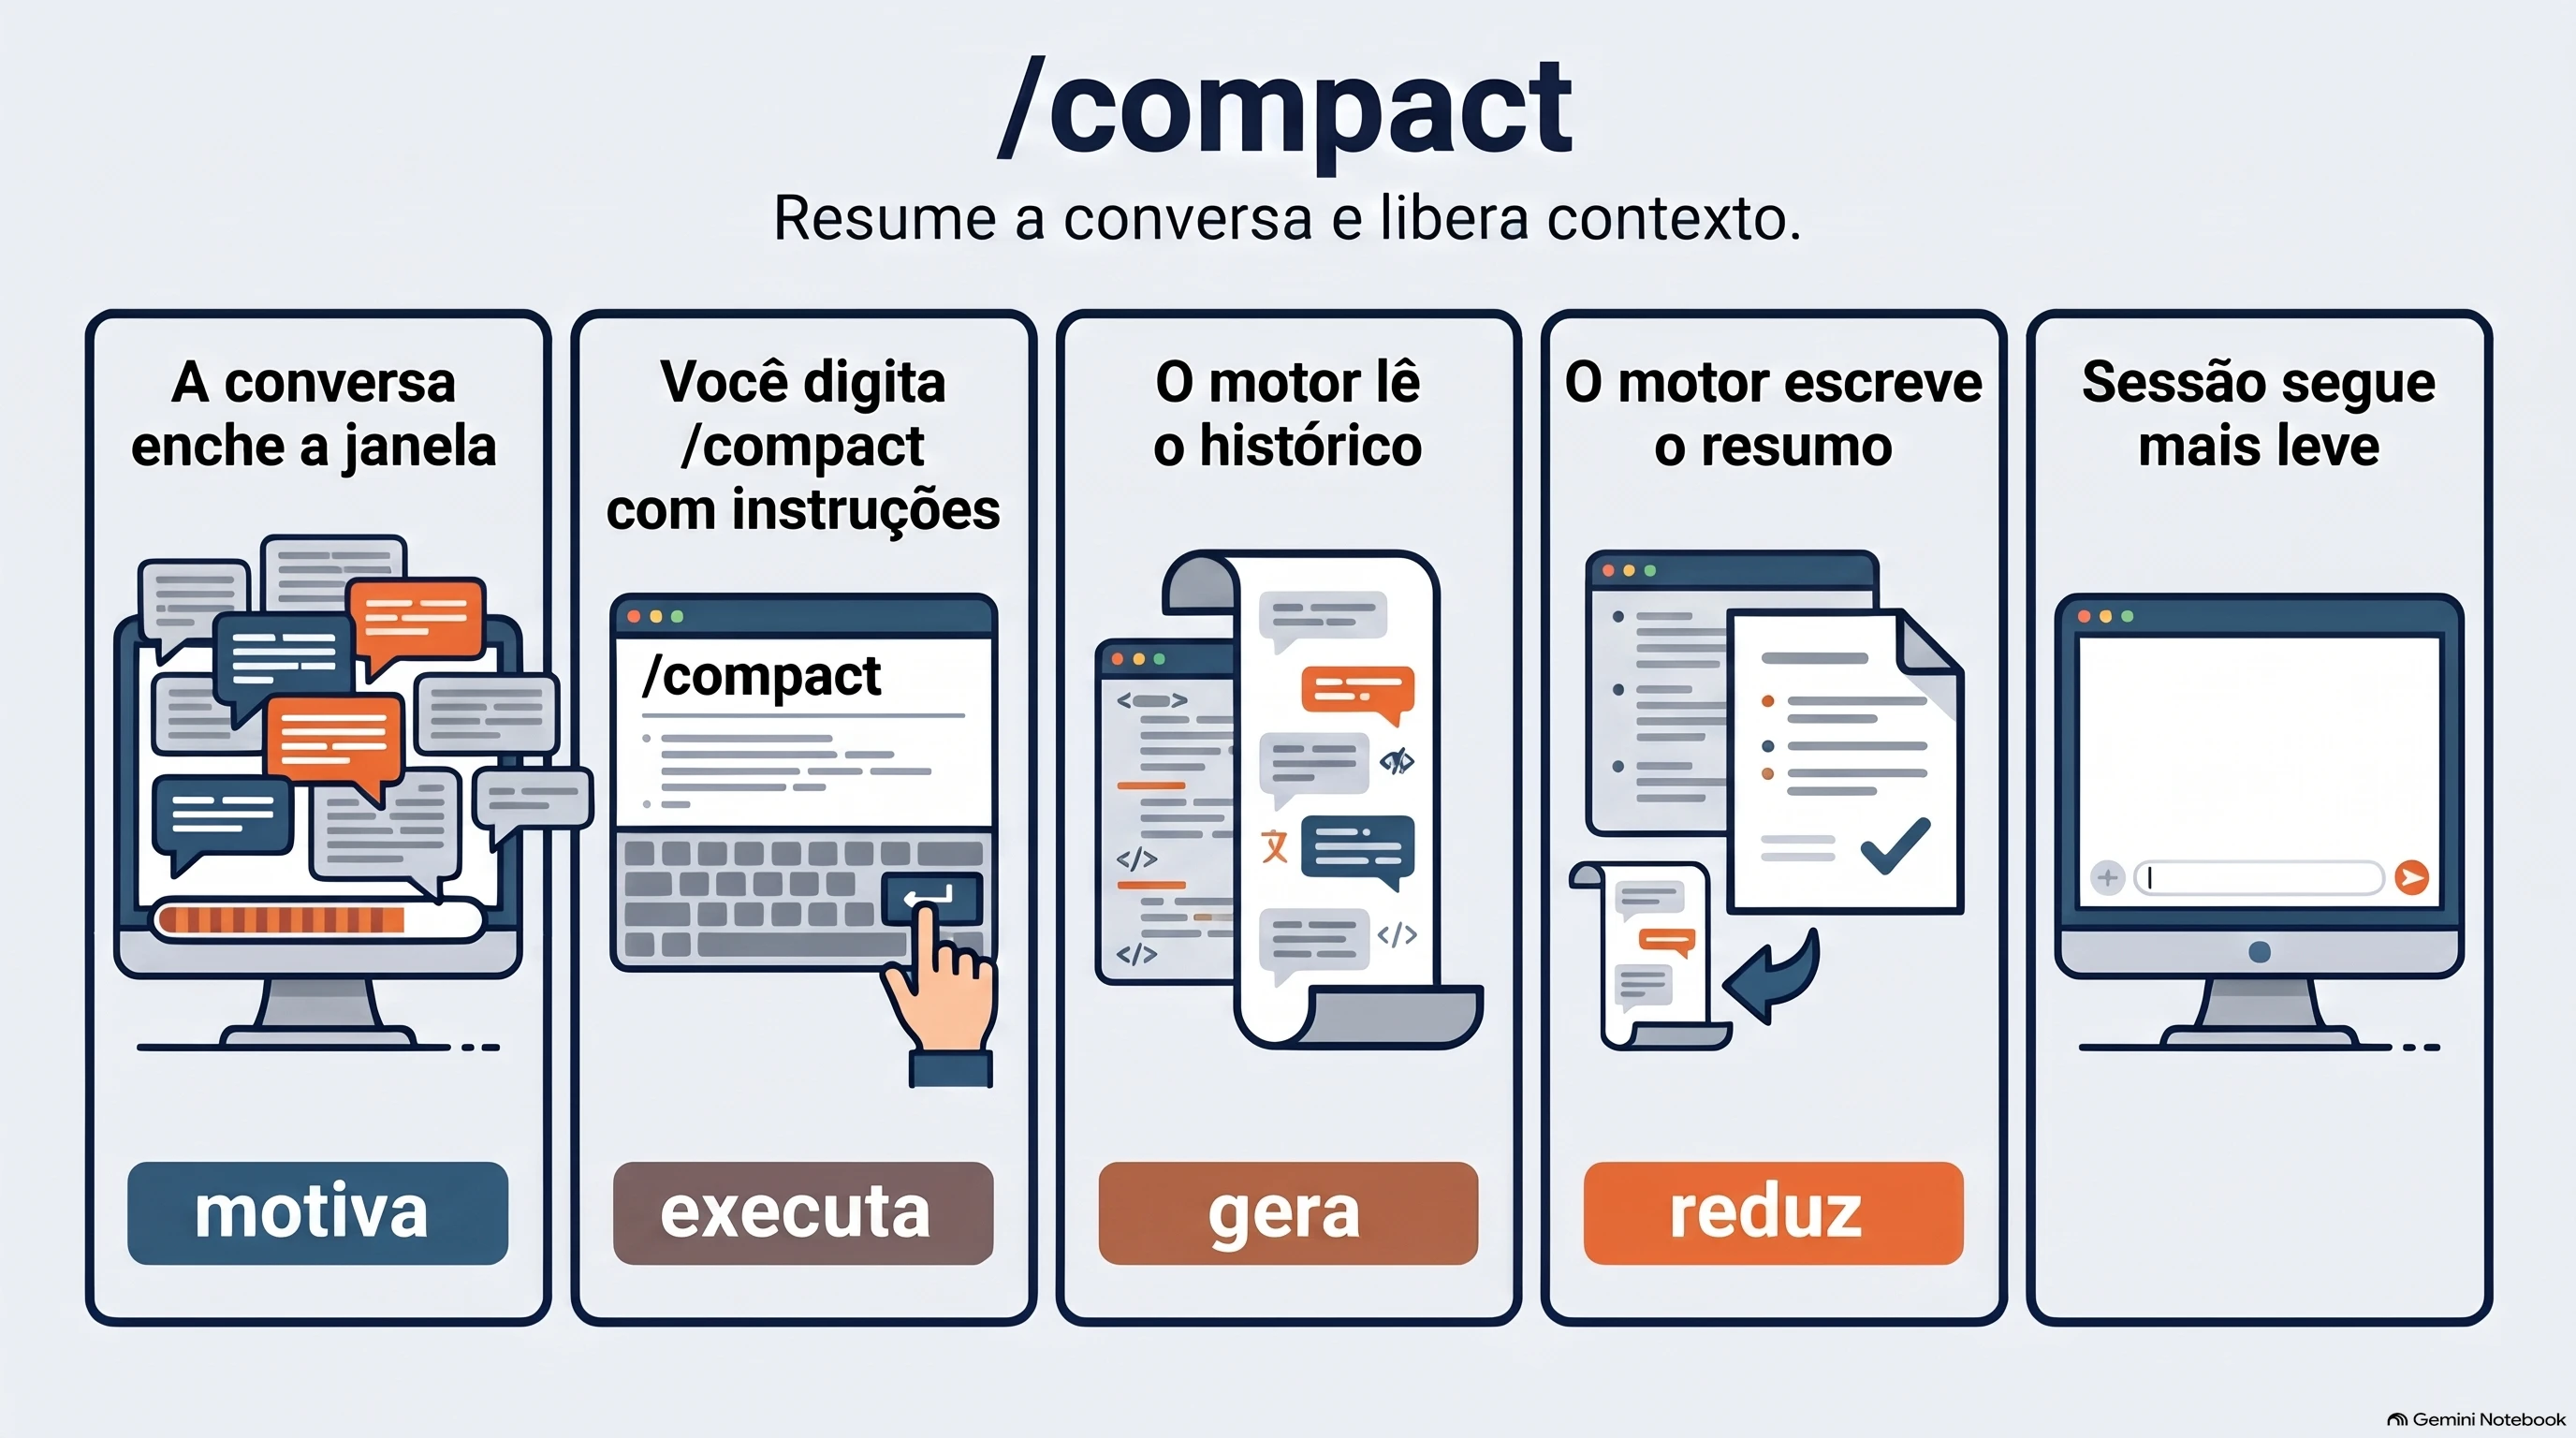 /compact
Resume a conversa e libera contexto.
A conversa
enche a janela
Você digita
/compact
com instruções
O motor lê
o histórico
O motor escreve
o resumo
Sessão segue
mais leve
/compact
</>
文
</>
</>
</>
motiva
executa
gera
reduz
Gemini Notebook